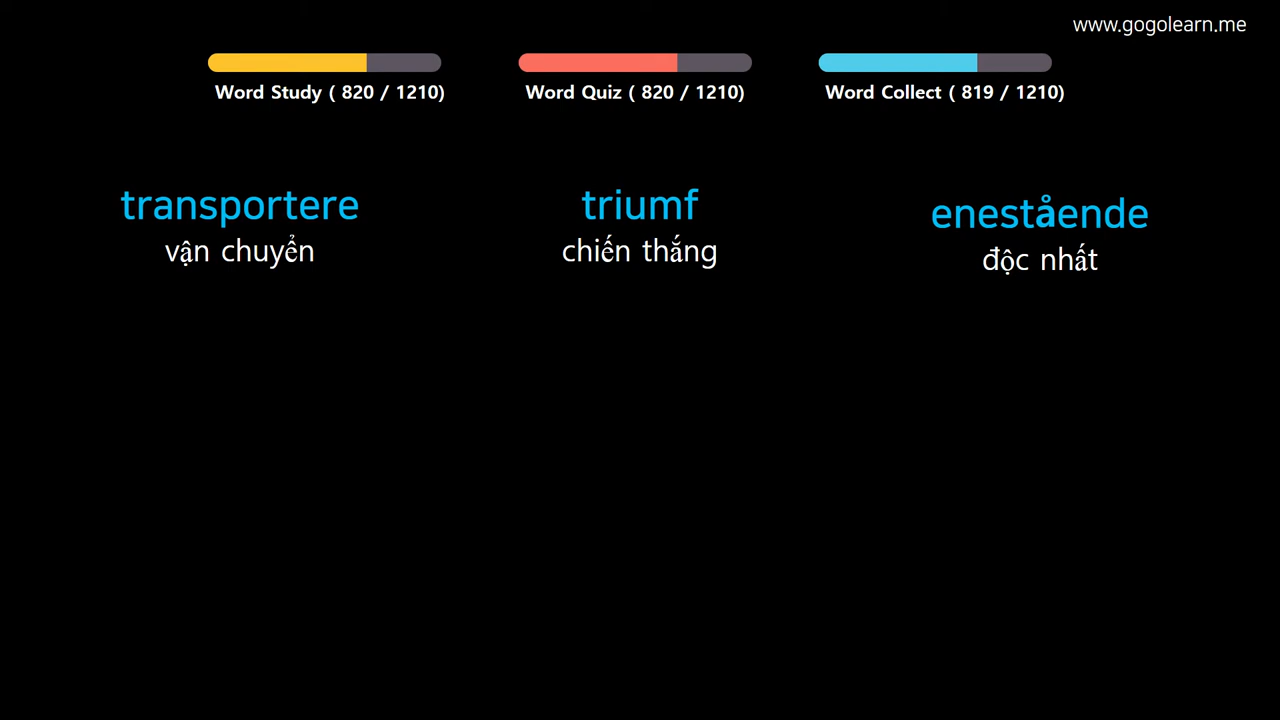 www.gogolearn.me
Word Study ( 820 / 1210)
Word Quiz ( 820 / 1210)
Word Collect ( 819 / 1210)
transportere
vận chuyển
triumf
chiến thắng
enestående
độc nhất